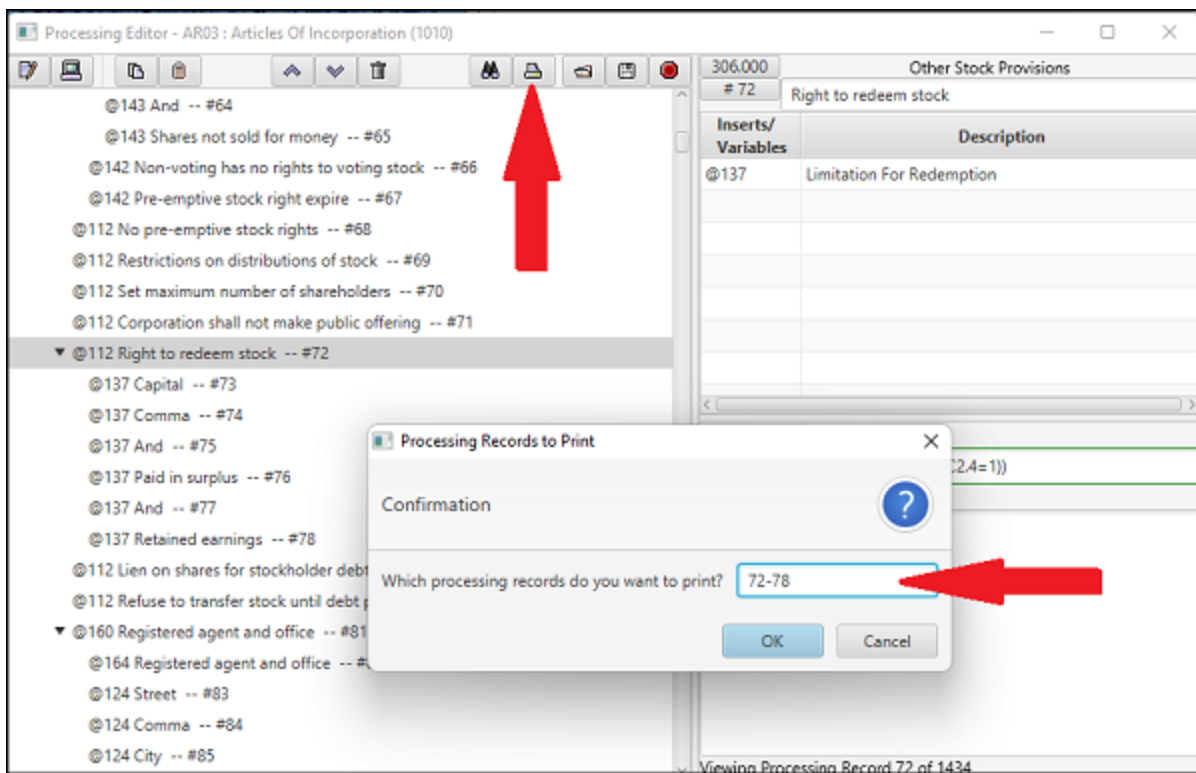 Processing Editor - AR03 : Articles Of Incorporation (1010)
@143 And -- #64
@143 Shares not sold for money -- #65
@142 Non-voting has no rights to voting stock -- #66
@142 Pre-emptive stock right expire -- #67
@112 No pre-emptive stock rights -- #68
@112 Restrictions on distributions of stock -- #69
@112 Set maximum number of shareholders -- #70
@112 Corporation shall not make public offering -- #71
@112 Right to redeem stock -- #72
@137 Capital -- #73
@137 Comma -- #74
@137 And -- #75
@137 Paid in surplus -- #76
@137 And -- #77
@137 Retained earnings -- #78
@112 Lien on shares for stockholder debt
@112 Refuse to transfer stock until debt
@160 Registered agent and office -- #81
@164 Registered agent and office --
@124 Street -- #83
@124 Comma -- #84
@124 City -- #85
306.000 Other Stock Provisions
# 72 Right to redeem stock
Inserts/
Variables
Description
@137 Limitation For Redemption
2.4=1))
Processing Records to Print
Confirmation
Which processing records do you want to print? 72-78
OK Cancel
Viewing Processing Record 72 of 1434